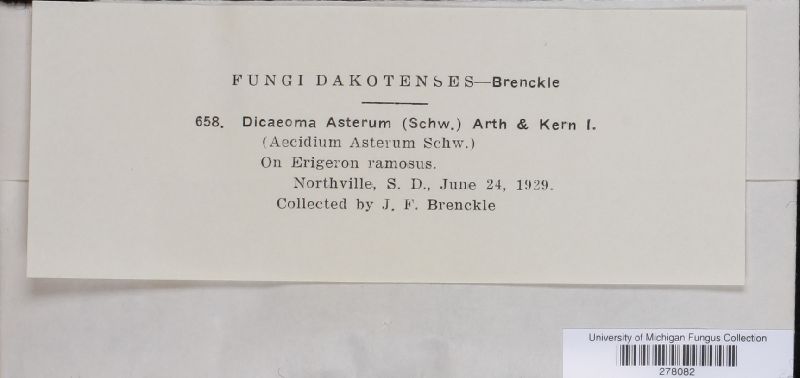 FUNGI DAKOTENSES—Brenckle
658. Dicaeoma Asterum (Schw.) Arth & Kern I.
(Aecidium Asterum Schw.)
On Erigeron ramosus.
Northville, S. D., June 24, 1929.
Collected by J. F. Brenckle
University of Michigan Fungus Collection
278082